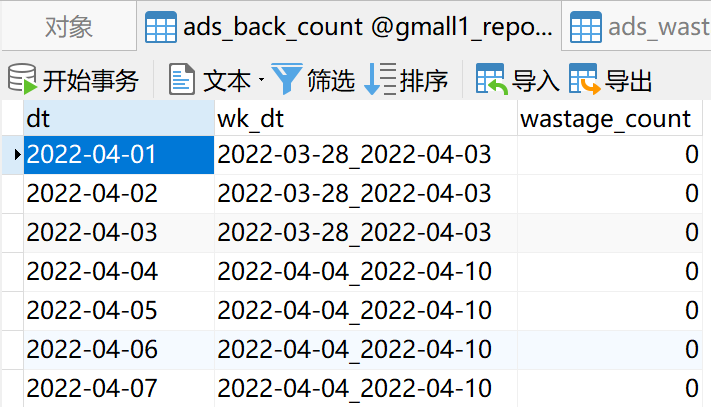 对象 ads_back_count @gmall1_repo... ads_wast
开始事务 文本 筛选 排序 导入 导出
dt wk_dt wastage_count
2022-04-01 2022-03-28_2022-04-03 0
2022-04-02 2022-03-28_2022-04-03 0
2022-04-03 2022-03-28_2022-04-03 0
2022-04-04 2022-04-04_2022-04-10 0
2022-04-05 2022-04-04_2022-04-10 0
2022-04-06 2022-04-04_2022-04-10 0
2022-04-07 2022-04-04_2022-04-10 0